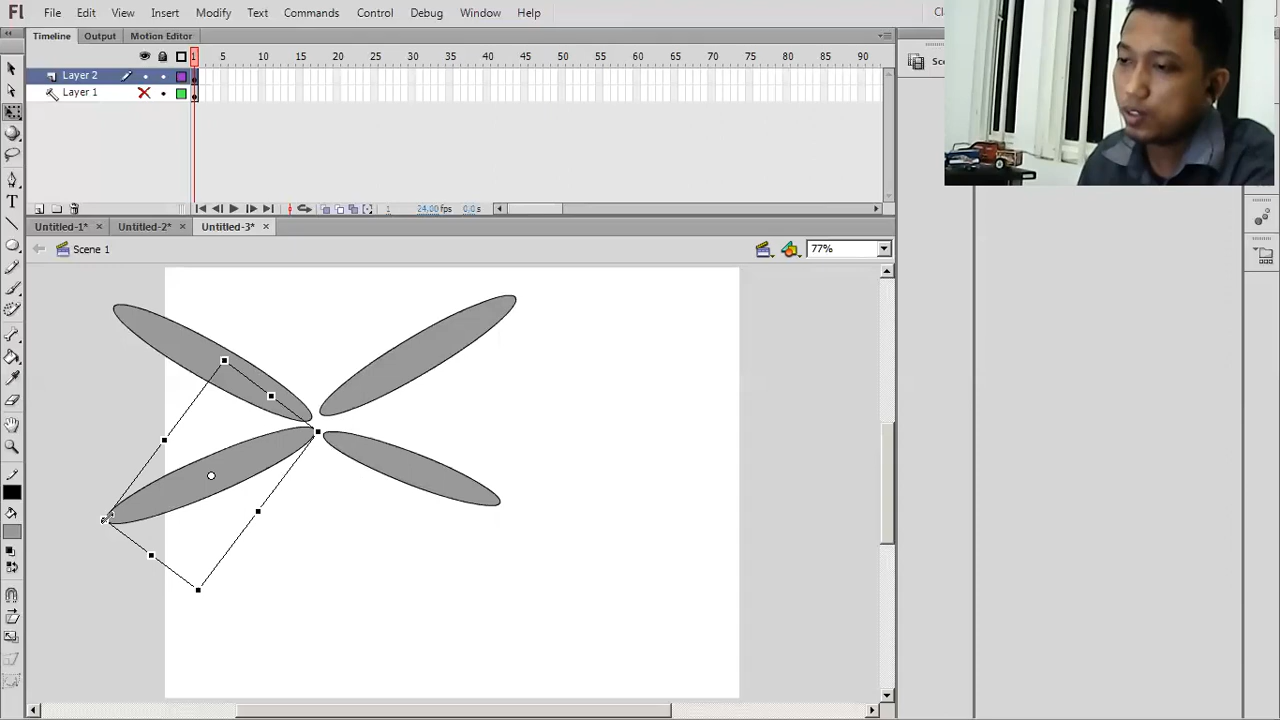 Fl File Edit View Insert Modify Text Commands Control Debug Window Help
Timeline Output Motion Editor
1 5 10 15 20 25 30 35 40 45 50 55 60 65 70 75 80 85 90
Layer 2
Layer 1
1 24.00 fps 0.0 s
Untitled-1* × Untitled-2* × Untitled-3* ×
Scene 1 77%